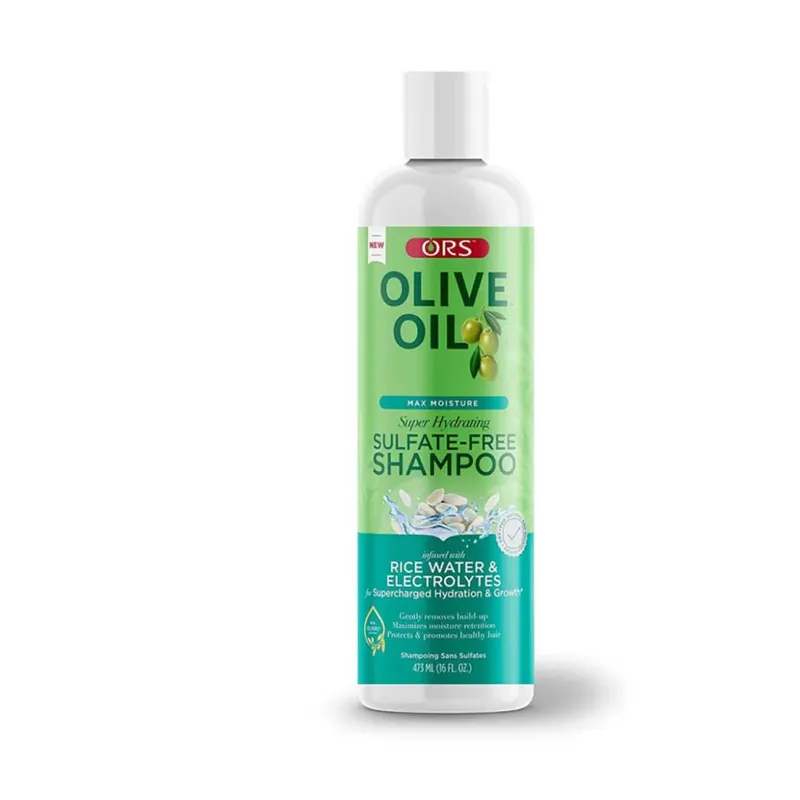 NEW
ORS™
OLIVE
OIL
MAX MOISTURE
Super Hydrating
SULFATE-FREE
SHAMPOO
infused with
RICE WATER &
ELECTROLYTES
for Supercharged Hydration & Growth*
Gently removes build-up
Maximizes moisture retention
Protects & promotes healthy hair
Shampoing Sans Sulfates
473 ML (16 FL. OZ.)